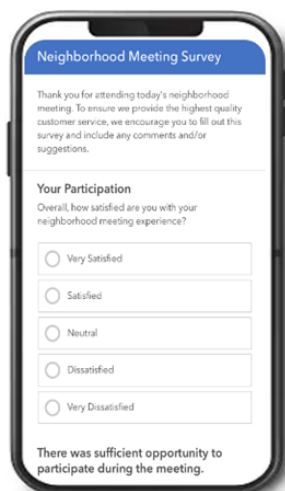 Neighborhood Meeting Survey
Thank you for attending today's neighborhood
meeting. To ensure we provide the highest quality
customer service, we encourage you to fill out this
survey and include any comments and/or
suggestions.
Your Participation
Overall, how satisfied are you with your
neighborhood meeting experience?
Very Satisfied
Satisfied
Neutral
Dissatisfied
Very Dissatisfied
There was sufficient opportunity to
participate during the meeting.